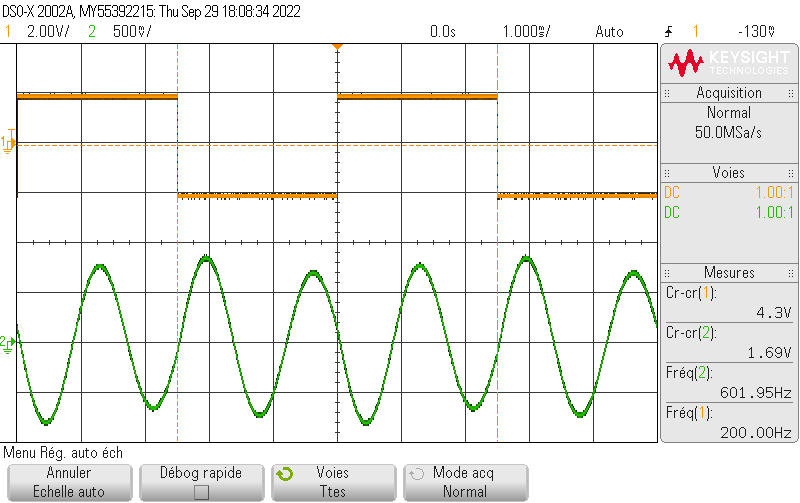 DSO-X 2002A, MY55392215: Thu Sep 29 18:08:34 2022
1 2.00V/ 2 500mV/ 0.0s 1.000ms/ Auto 1 -130mV
KEYSIGHT
TECHNOLOGIES
Acquisition
Normal
50.0MSa/s
Voies
DC 1.00:1
DC 1.00:1
Mesures
Cr-cr(1):
4.3V
Cr-cr(2):
1.69V
Fréq(2):
601.95Hz
Fréq(1):
200.00Hz
1
2
Menu Rég. auto éch
Annuler
Echelle auto
Débog rapide
Voies
Ttes
Mode acq
Normal